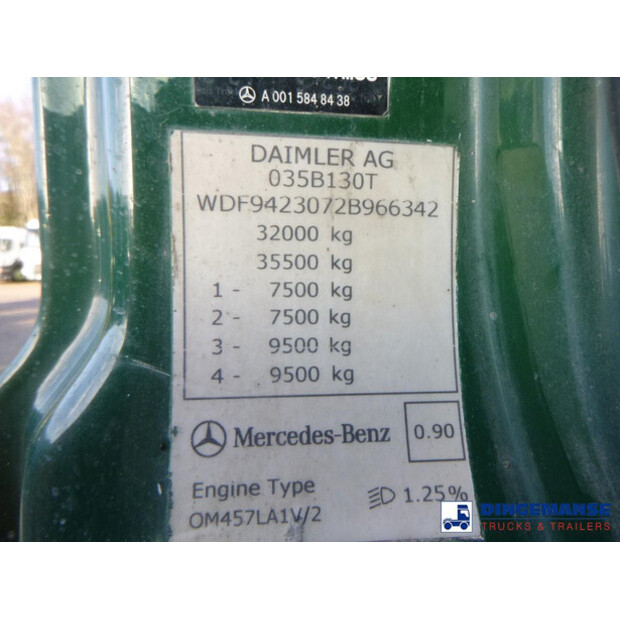 A 001 584 84 38
DAIMLER AG
035B130T
WDF9423072B966342
32000 kg
35500 kg
1 - 7500 kg
2 - 7500 kg
3 - 9500 kg
4 - 9500 kg
Mercedes-Benz 0.90
Engine Type 1.25%
OM457LA1V/2
DINGEMANSE
TRUCKS & TRAILERS